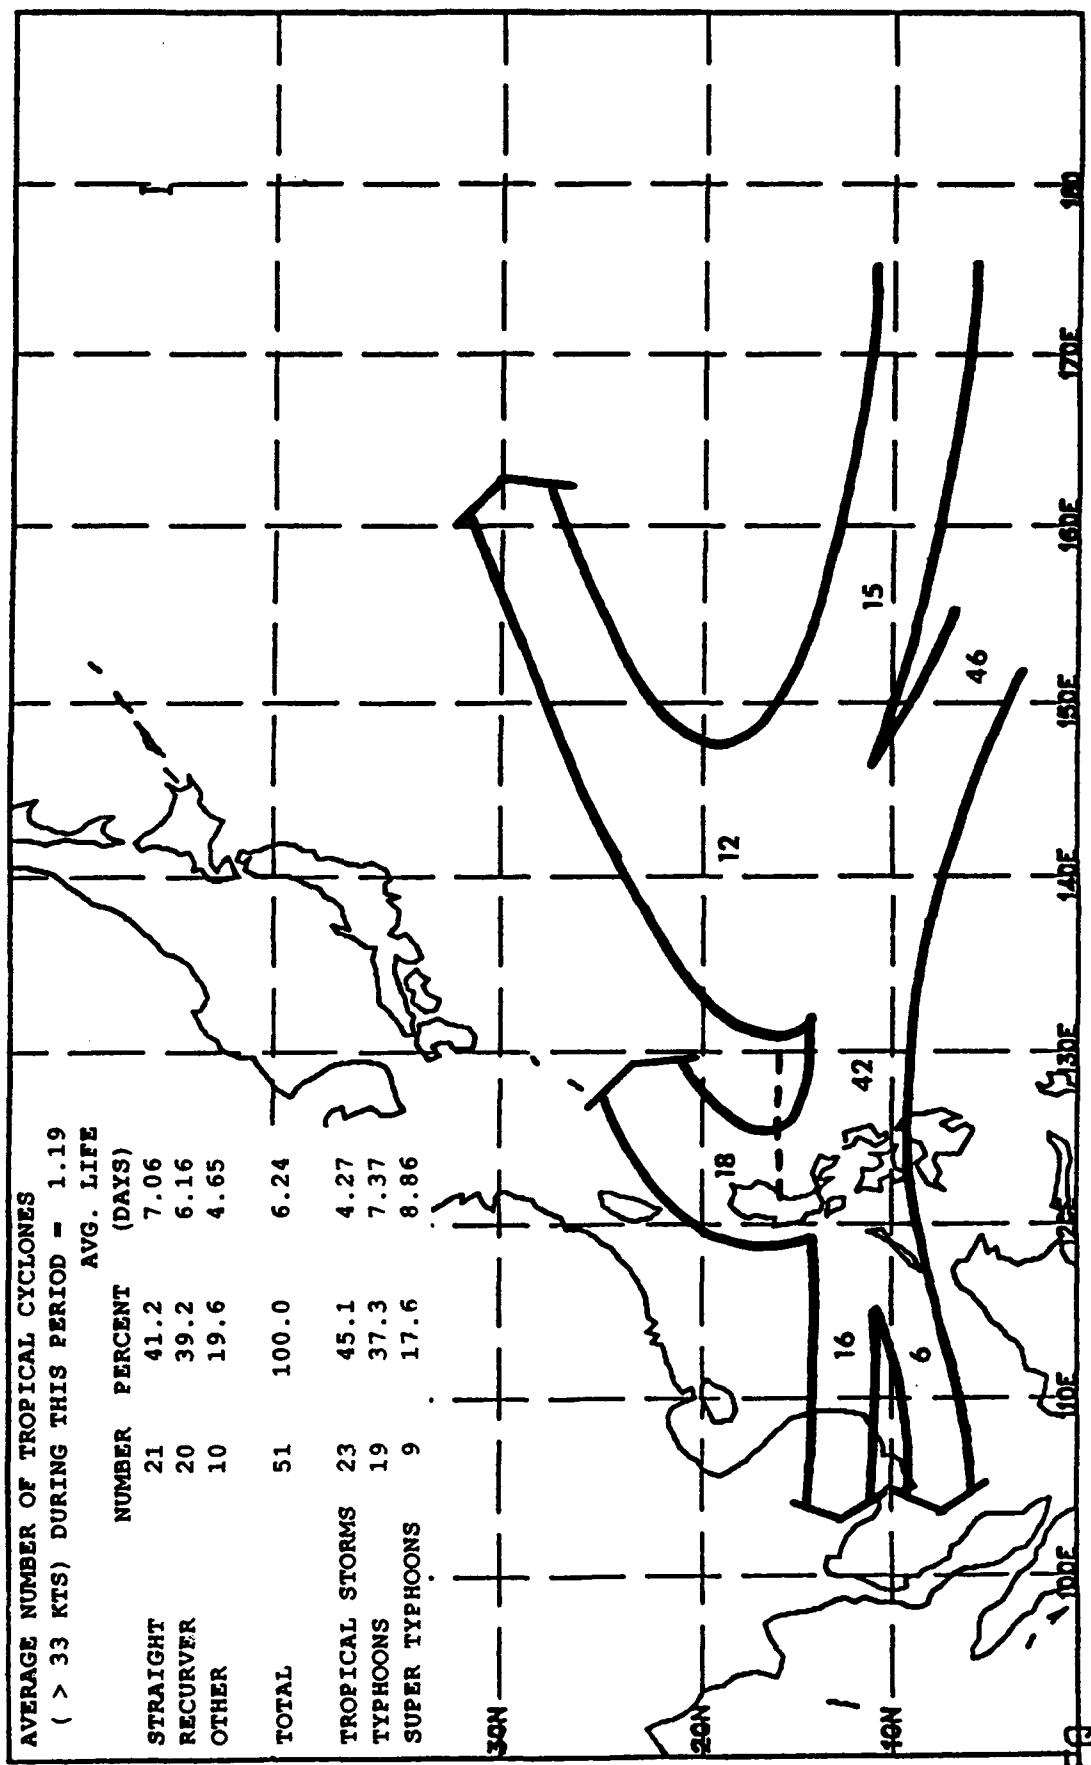 AVERAGE NUMBER OF TROPICAL CYCLONES
( > 33 KTS) DURING THIS PERIOD = 1.19
AVG. LIFE
NUMBER PERCENT (DAYS)
STRAIGHT 21 41.2 7.06
RECURVER 20 39.2 6.16
OTHER 10 19.6 4.65
TOTAL 51 100.0 6.24
TROPICAL STORMS 23 45.1 4.27
TYPHOONS 19 37.3 7.37
SUPER TYPHOONS 9 17.6 8.86
30N
20N
18
12
16
42
15
10N
6
46
100E 110E 120E 130E 140E 150E 160E 170E 180